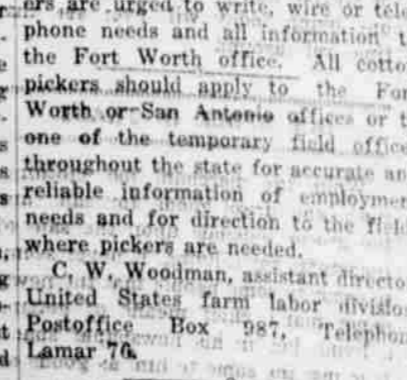 ers are urged to write, wire or tele
phone needs and all information t
the Fort Worth office. All cotto
pickers should apply to the For
Worth or San Antonio offices or t
one of the temporary field office
throughout the state for accurate an
reliable information of employmen
needs and for direction to the field
where pickers are needed.
C. W. Woodman, assistant directo
United States farm labor division
Postoffice Box 987, Telephon
Lamar 76.